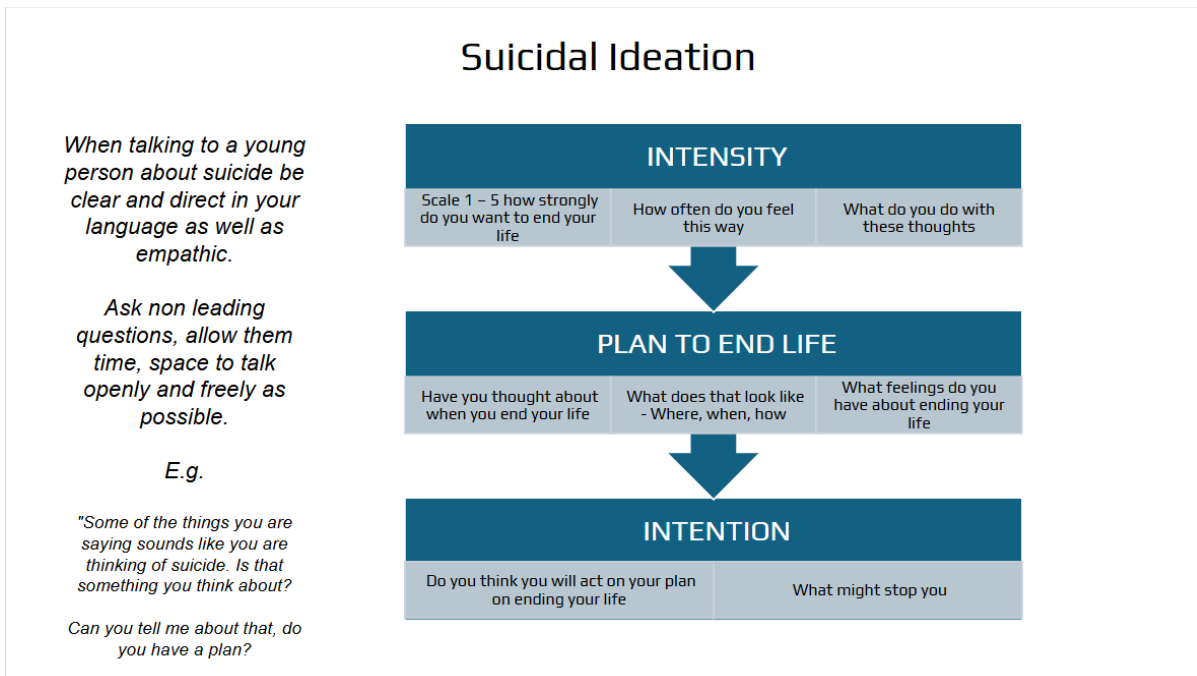 Suicidal Ideation
When talking to a young
person about suicide be
clear and direct in your
language as well as
empathic.
Ask non leading
questions, allow them
time, space to talk
openly and freely as
possible.
E.g.
"Some of the things you are
saying sounds like you are
thinking of suicide. Is that
something you think about?
Can you tell me about that, do
you have a plan?
INTENSITY
Scale 1 – 5 how strongly
do you want to end your
life
How often do you feel
this way
What do you do with
these thoughts
PLAN TO END LIFE
Have you thought about
when you end your life
What does that look like
- Where, when, how
What feelings do you
have about ending your
life
INTENTION
Do you think you will act on your plan
on ending your life
What might stop you